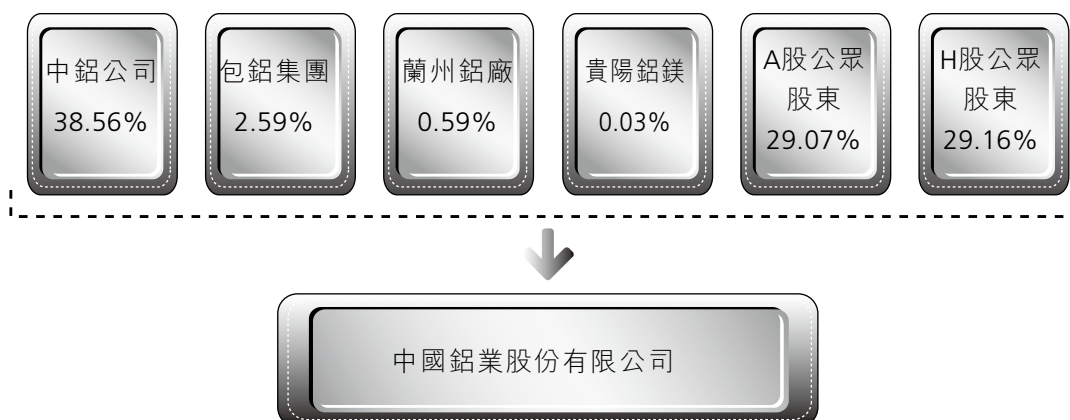 中鋁公司
38.56%
包鋁集團
2.59%
蘭州鋁廠
0.59%
貴陽鋁鎂
0.03%
A股公眾
股東
29.07%
H股公眾
股東
29.16%
中國鋁業股份有限公司